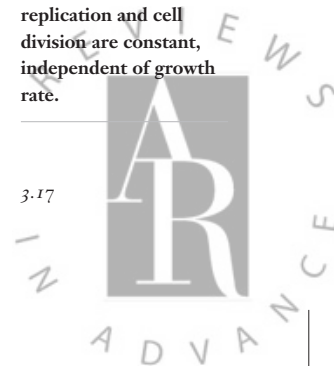 replication and cell
division are constant,
independent of growth
rate.
3.17
AR
REVIEWS
IN ADVANCE